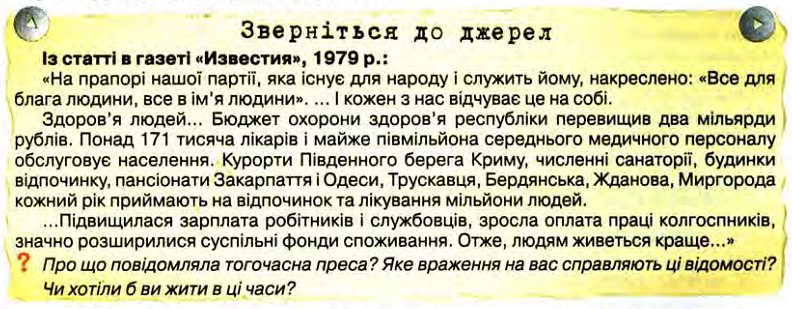 Зверніться до джерел
Із статті в газеті «Известия», 1979 р.:
«На прапорі нашої партії, яка існує для народу і служить йому, накреслено: «Все для
блага людини, все в ім’я людини». ... І кожен з нас відчуває це на собі.
Здоров’я людей... Бюджет охорони здоров’я республіки перевищив два мільярди
рублів. Понад 171 тисяча лікарів і майже півмільйона середнього медичного персоналу
обслуговує населення. Курорти Південного берега Криму, численні санаторії, будинки
відпочинку, пансіонати Закарпаття і Одеси, Трускавця, Бердянська, Жданова, Миргорода
кожний рік приймають на відпочинок та лікування мільйони людей.
...Підвищилася зарплата робітників і службовців, зросла оплата праці колгоспників,
значно розширилися суспільні фонди споживання. Отже, людям живеться краще...»
? Про що повідомляла тогочасна преса? Яке враження на вас справляють ці відомості?
Чи хотіли б ви жити в ці часи?